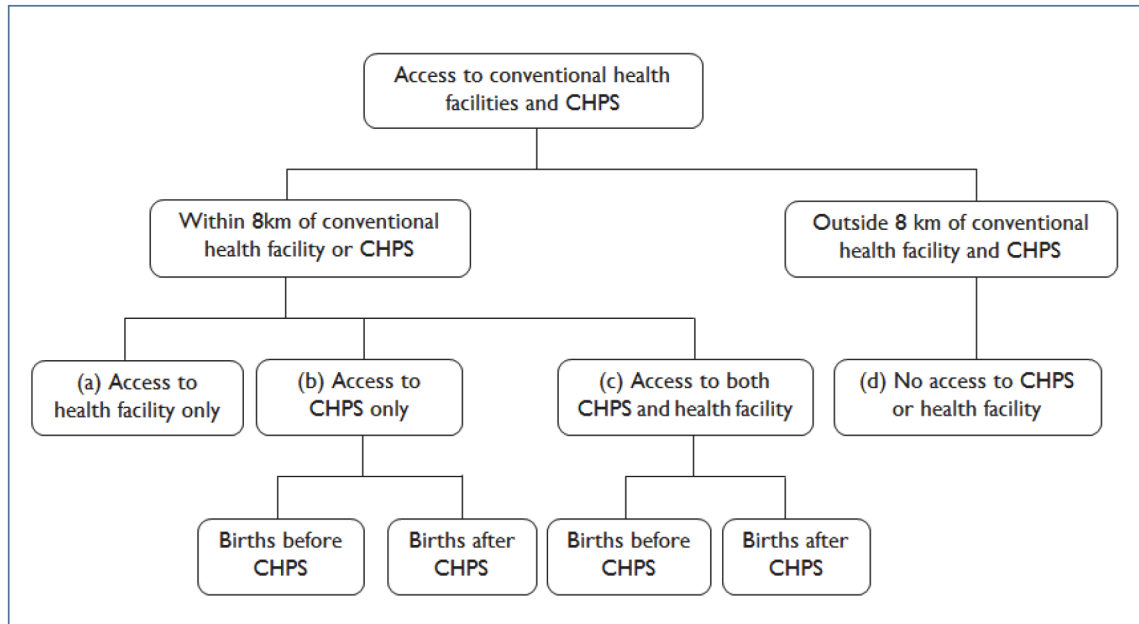 Access to conventional health
facilities and CHPS
Within 8km of conventional
health facility or CHPS
Outside 8 km of conventional
health facility and CHPS
(a) Access to
health facility only
(b) Access to
CHPS only
(c) Access to both
CHPS and health facility
(d) No access to CHPS
or health facility
Births before
CHPS
Births after
CHPS
Births before
CHPS
Births after
CHPS